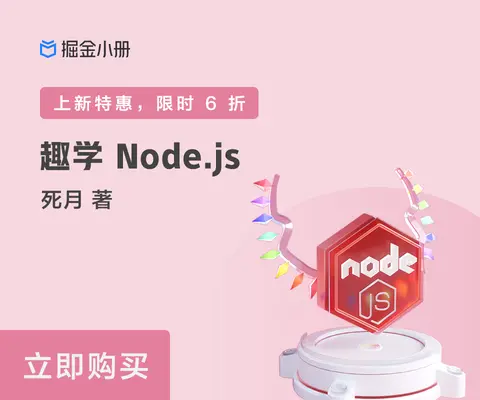 掘金小册
上新特惠，限时 6 折
趣学 Node.js
死月 著
node
JS
立即购买